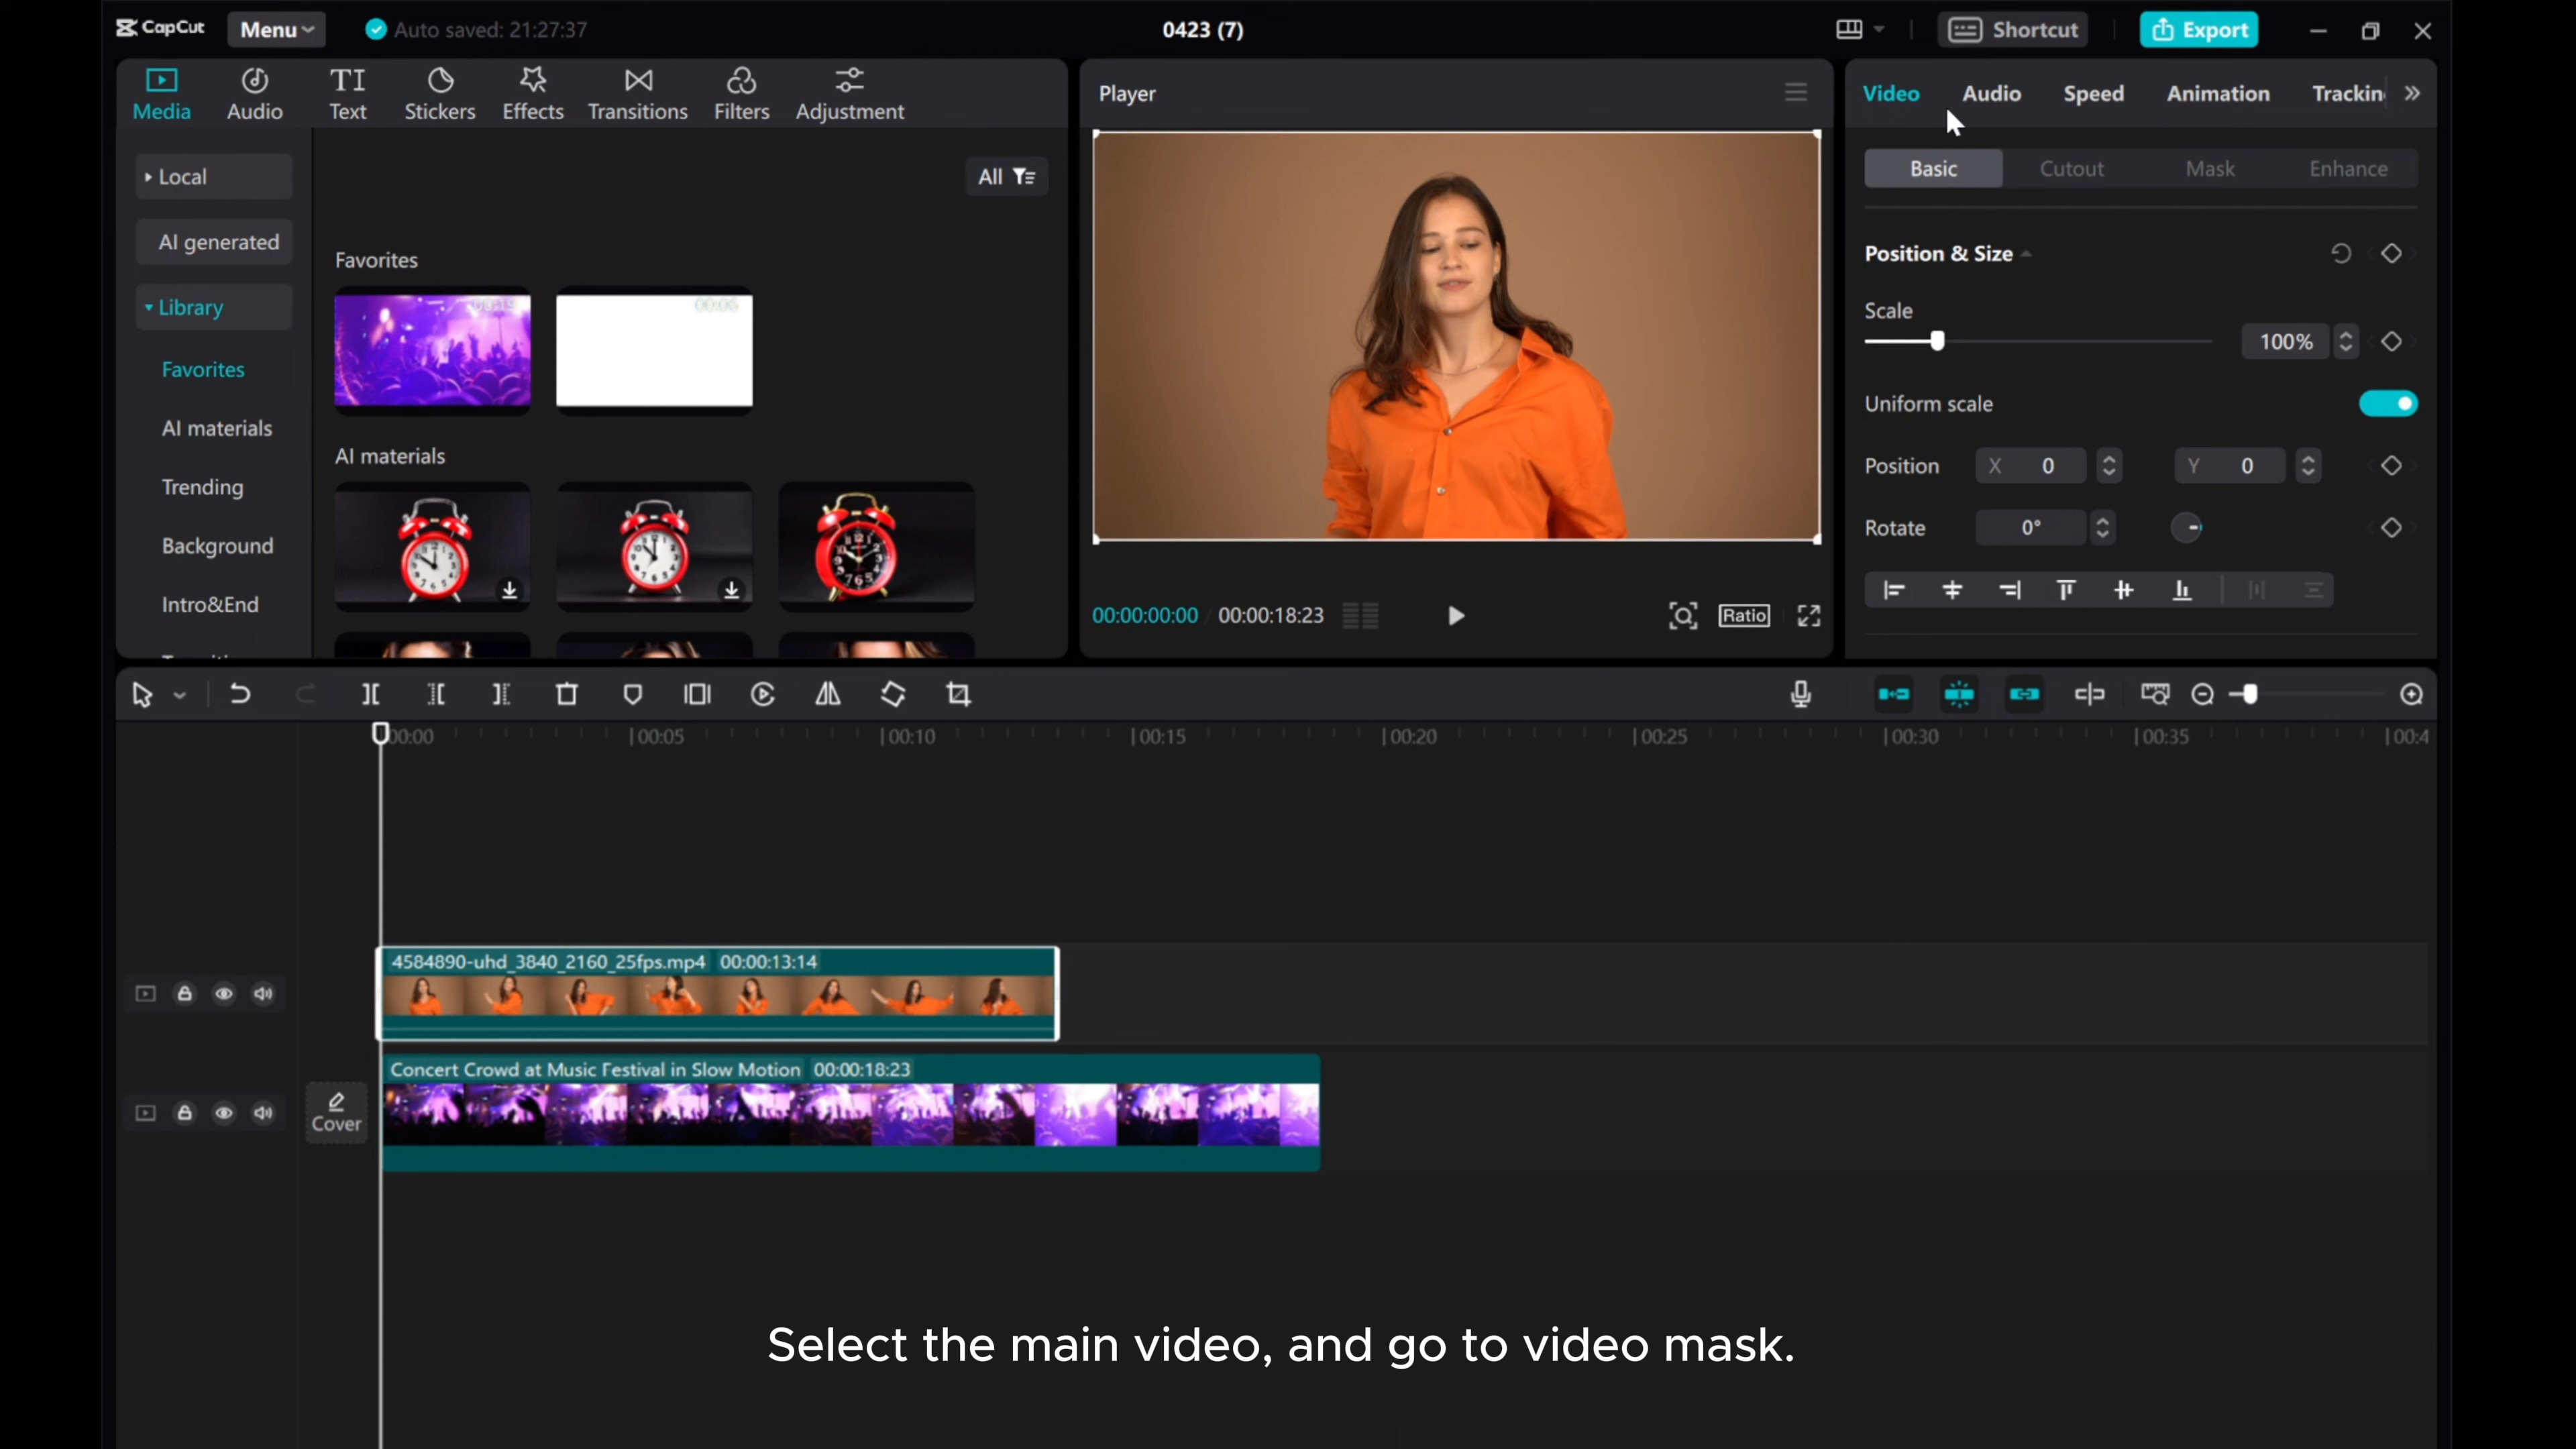 CapCut Menu Auto saved: 21:27:37 0423 (7) Shortcut Export
Media Audio Text Stickers Effects Transitions Filters Adjustment
Local
AI generated
Library
Favorites
AI materials
Trending
Background
Intro&End
All
Favorites
00:06
AI materials
Player
00:00:00:00 / 00:00:18:23 Ratio
Video Audio Speed Animation Trackin
Basic Cutout Mask Enhance
Position & Size
Scale
100%
Uniform scale
Position X 0 Y 0
Rotate 0°
00:00 00:05 00:10 00:15 00:20 00:25 00:30 00:35 00:4
4584890-uhd_3840_2160_25fps.mp4 00:00:13:14
Concert Crowd at Music Festival in Slow Motion 00:00:18:23
Cover
Select the main video, and go to video mask.